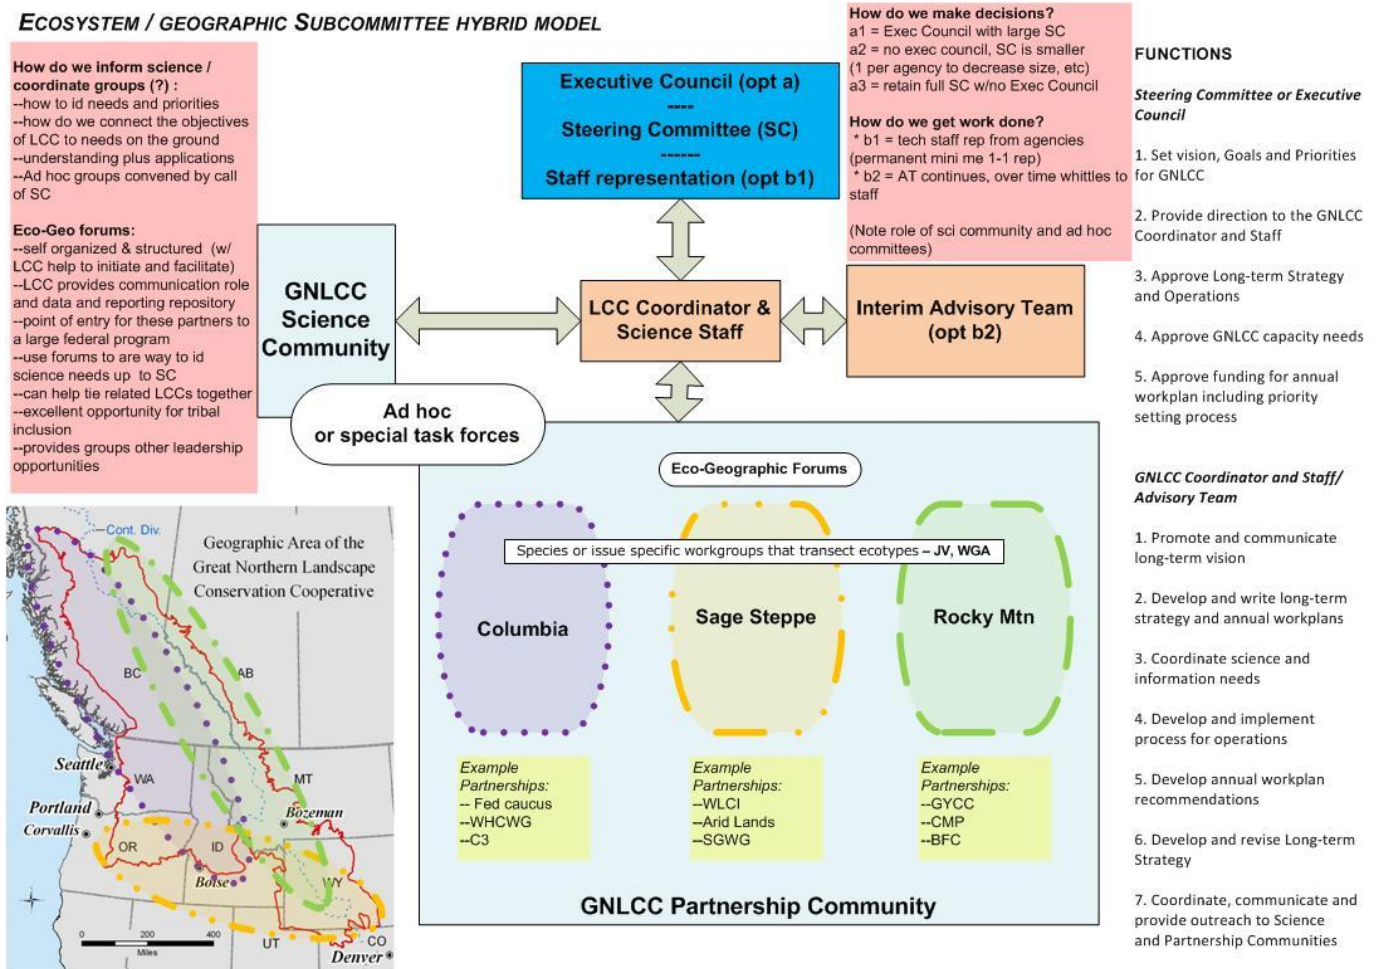 ECOSYSTEM / GEOGRAPHIC SUBCOMMITTEE HYBRID MODEL
How do we inform science /
coordinate groups (?) :
--how to id needs and priorities
--how do we connect the objectives
of LCC to needs on the ground
--understanding plus applications
--Ad hoc groups convened by call
of SC
Eco-Geo forums:
--self organized & structured (w/
LCC help to initiate and facilitate)
--LCC provides communication role
and data and reporting repository
--point of entry for these partners to
a large federal program
--use forums to are way to id
science needs up to SC
--can help tie related LCCs together
--excellent opportunity for tribal
inclusion
--provides groups other leadership
opportunities
Executive Council (opt a)
----
Steering Committee (SC)
------
Staff representation (opt b1)
How do we make decisions?
a1 = Exec Council with large SC
a2 = no exec council, SC is smaller
(1 per agency to decrease size, etc)
a3 = retain full SC w/no Exec Council
How do we get work done?
* b1 = tech staff rep from agencies
(permanent mini me 1-1 rep)
* b2 = AT continues, over time whittles to
staff
(Note role of sci community and ad hoc
committees)
GNLCC
Science
Community
LCC Coordinator &
Science Staff
Interim Advisory Team
(opt b2)
Ad hoc
or special task forces
Eco-Geographic Forums
Species or issue specific workgroups that transect ecotypes – JV, WGA
Columbia
Sage Steppe
Rocky Mtn
Example
Partnerships:
-- Fed caucus
--WHCWG
-- C3
Example
Partnerships:
--WLCI
--Arid Lands
--SGWG
Example
Partnerships:
--GYCC
--CMP
--BFC
GNLCC Partnership Community
Cont. Div.
Geographic Area of the
Great Northern Landscape
Conservation Cooperative
BC
AB
Seattle
WA
MT
Portland
Bozeman
Corvallis
OR
ID
Boise
WY
0 200 400
Miles
UT
CO
Denver
FUNCTIONS
Steering Committee or Executive
Council
1. Set vision, Goals and Priorities
for GNLCC
2. Provide direction to the GNLCC
Coordinator and Staff
3. Approve Long-term Strategy
and Operations
4. Approve GNLCC capacity needs
5. Approve funding for annual
workplan including priority
setting process
GNLCC Coordinator and Staff/
Advisory Team
1. Promote and communicate
long-term vision
2. Develop and write long-term
strategy and annual workplans
3. Coordinate science and
information needs
4. Develop and implement
process for operations
5. Develop annual workplan
recommendations
6. Develop and revise Long-term
Strategy
7. Coordinate, communicate and
provide outreach to Science
and Partnership Communities